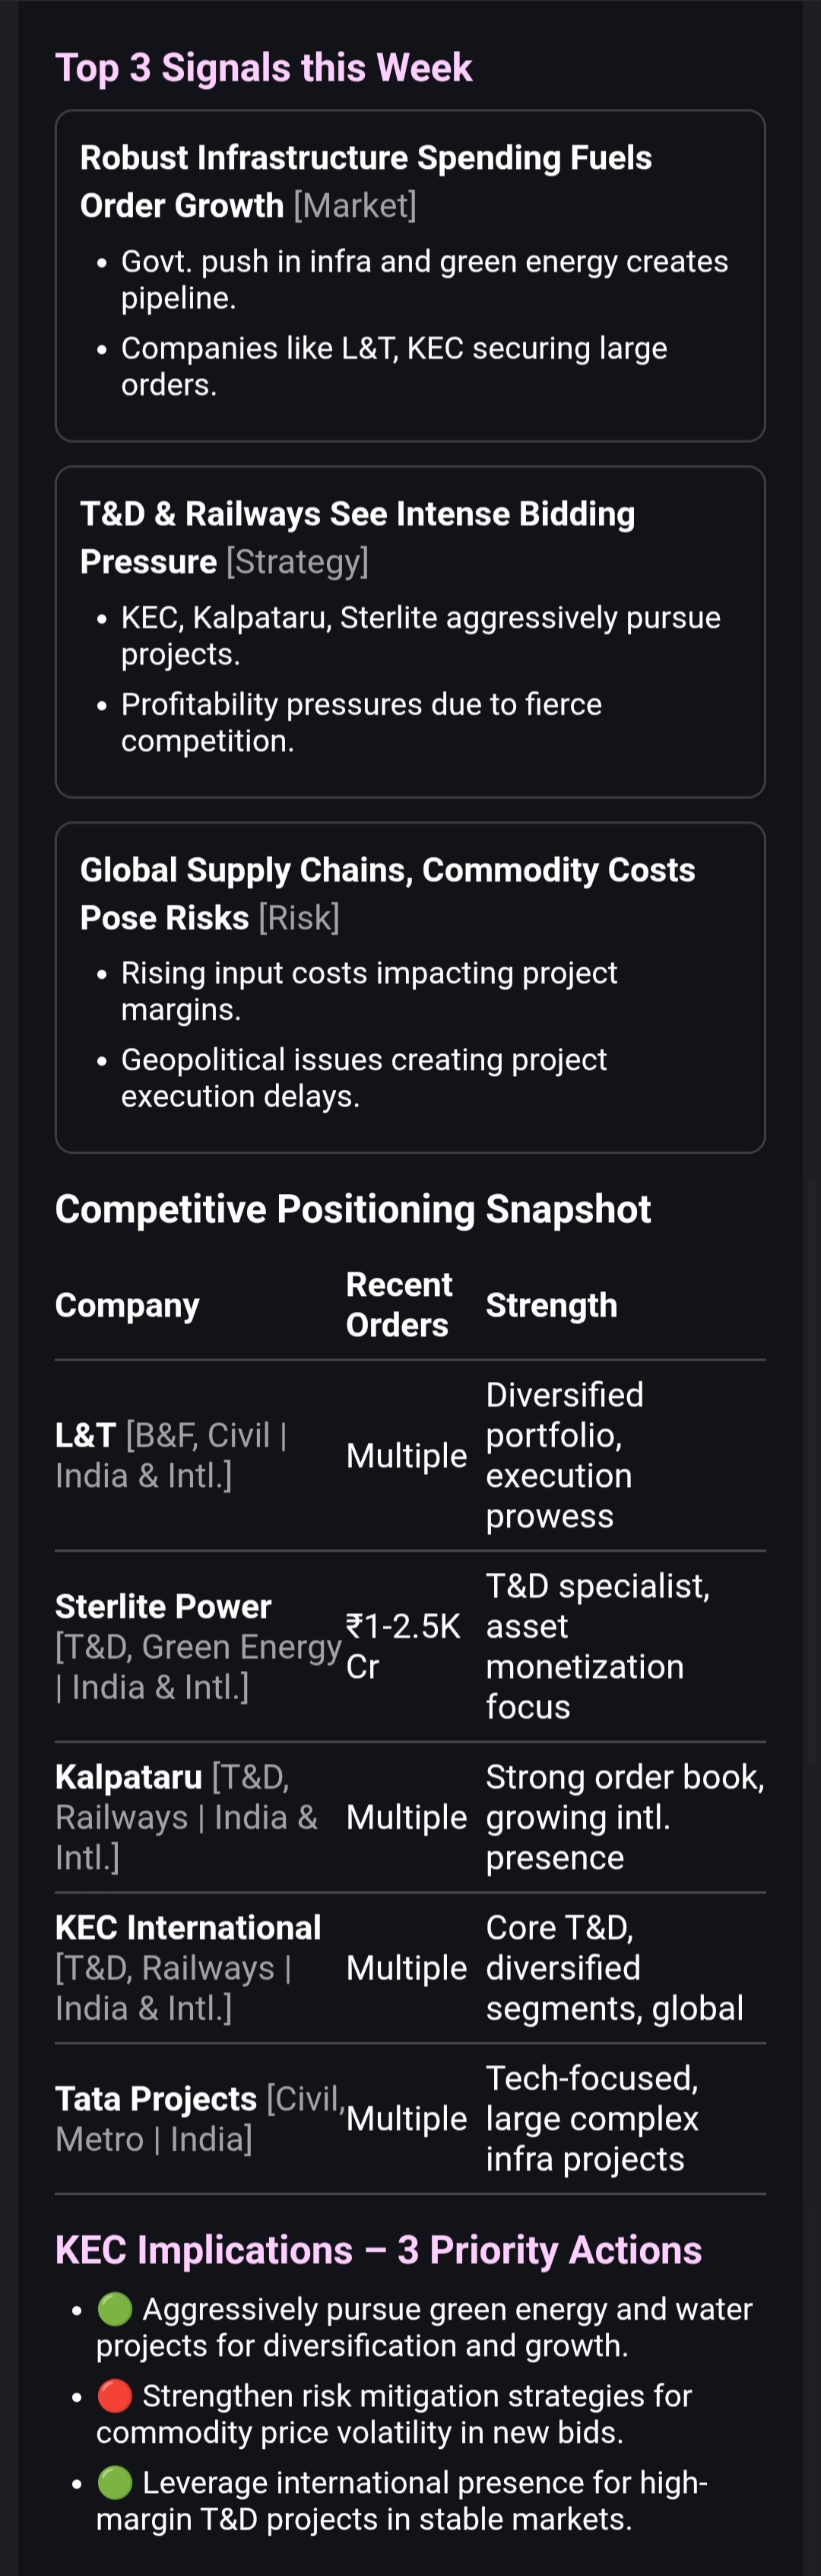 Top 3 Signals this Week
Robust Infrastructure Spending Fuels
Order Growth [Market]
• Govt. push in infra and green energy creates
pipeline.
• Companies like L&T, KEC securing large
orders.
T&D & Railways See Intense Bidding
Pressure [Strategy]
• KEC, Kalpataru, Sterlite aggressively pursue
projects.
• Profitability pressures due to fierce
competition.
Global Supply Chains, Commodity Costs
Pose Risks [Risk]
• Rising input costs impacting project
margins.
• Geopolitical issues creating project
execution delays.
Competitive Positioning Snapshot
Company
Recent
Orders
Strength
L&T [B&F, Civil |
India & Intl.]
Multiple
Diversified
portfolio,
execution
prowess
Sterlite Power
[T&D, Green Energy
| India & Intl.]
₹1-2.5K
Cr
T&D specialist,
asset
monetization
focus
Kalpataru [T&D,
Railways | India &
Intl.]
Multiple
Strong order book,
growing intl.
presence
KEC International
[T&D, Railways |
India & Intl.]
Multiple
Core T&D,
diversified
segments, global
Tata Projects [Civil,
Metro | India]
Multiple
Tech-focused,
large complex
infra projects
KEC Implications – 3 Priority Actions
• 🟢 Aggressively pursue green energy and water
projects for diversification and growth.
• 🔴 Strengthen risk mitigation strategies for
commodity price volatility in new bids.
• 🟢 Leverage international presence for high-
margin T&D projects in stable markets.